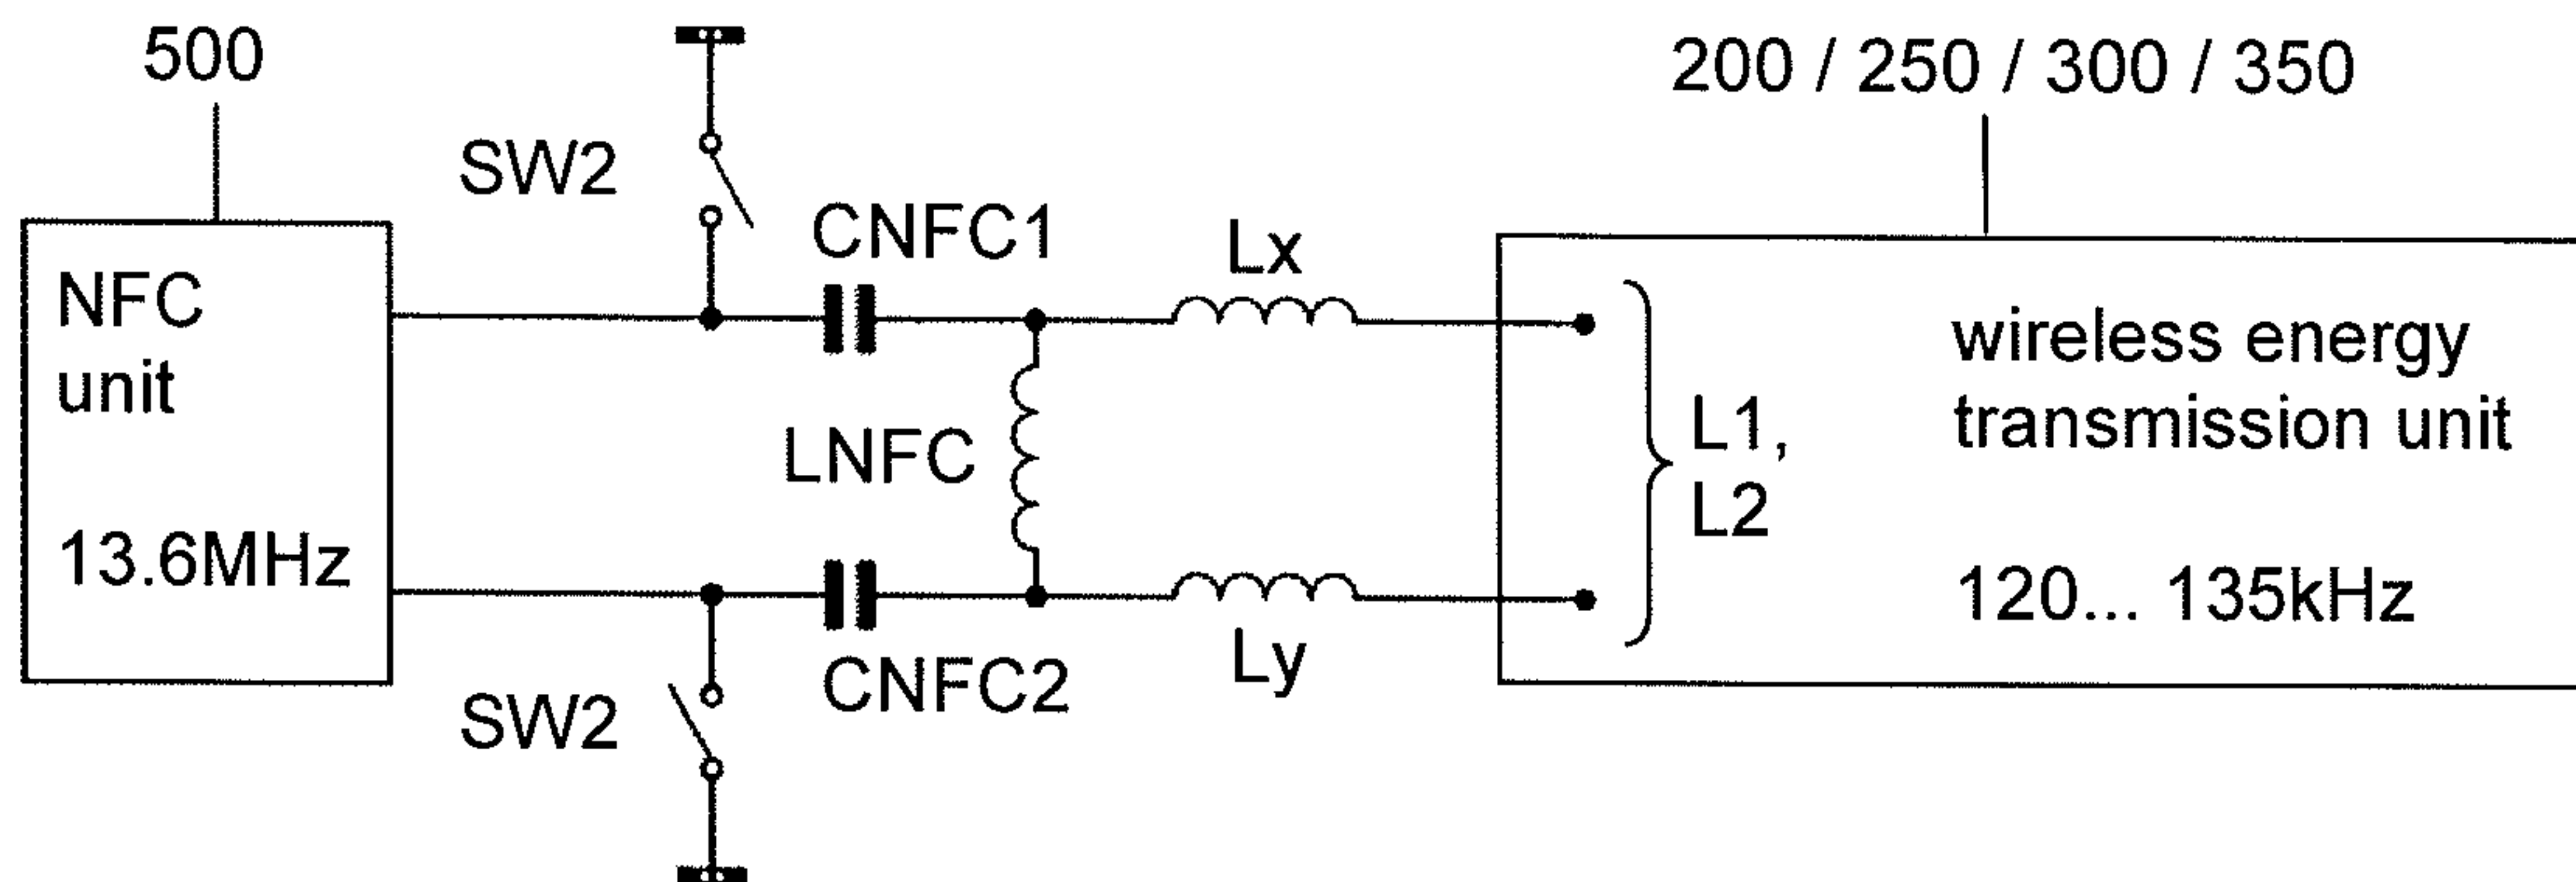 500
200 / 250 / 300 / 350
SW2
CNFC1
Lx
NFC
unit
wireless energy
transmission unit
LNFC
L1,
L2
13.6MHz
120... 135kHz
Ly
CNFC2
SW2